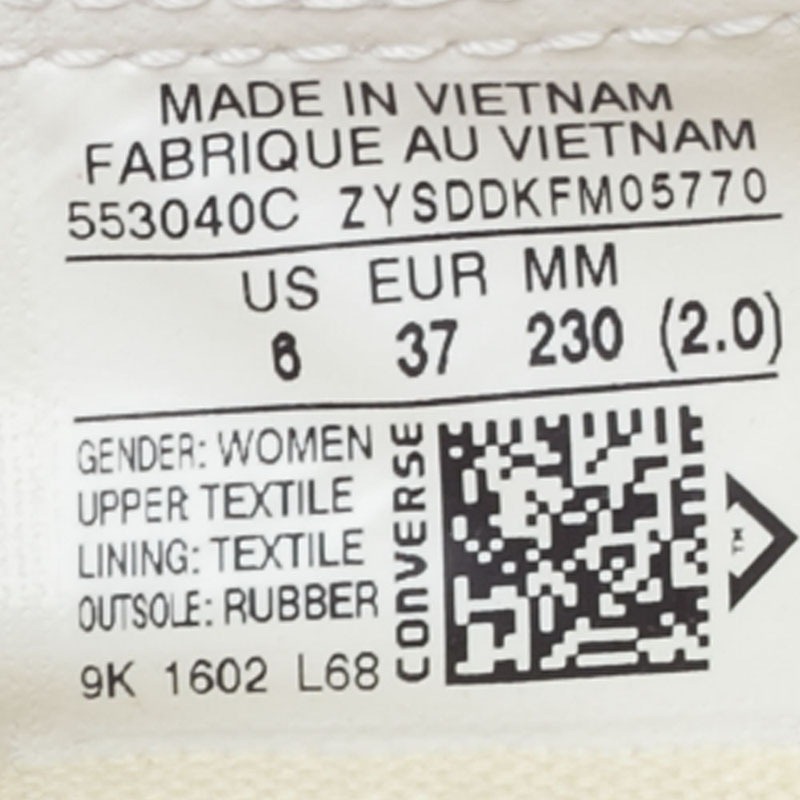 MADE IN VIETNAM
FABRIQUE AU VIETNAM
553040C ZYSDDKFM05770
US EUR MM
6 37 230 (2.0)
GENDER: WOMEN
UPPER TEXTILE
LINING: TEXTILE
OUTSOLE: RUBBER
9K 1602 L68
CONVERSE
TM